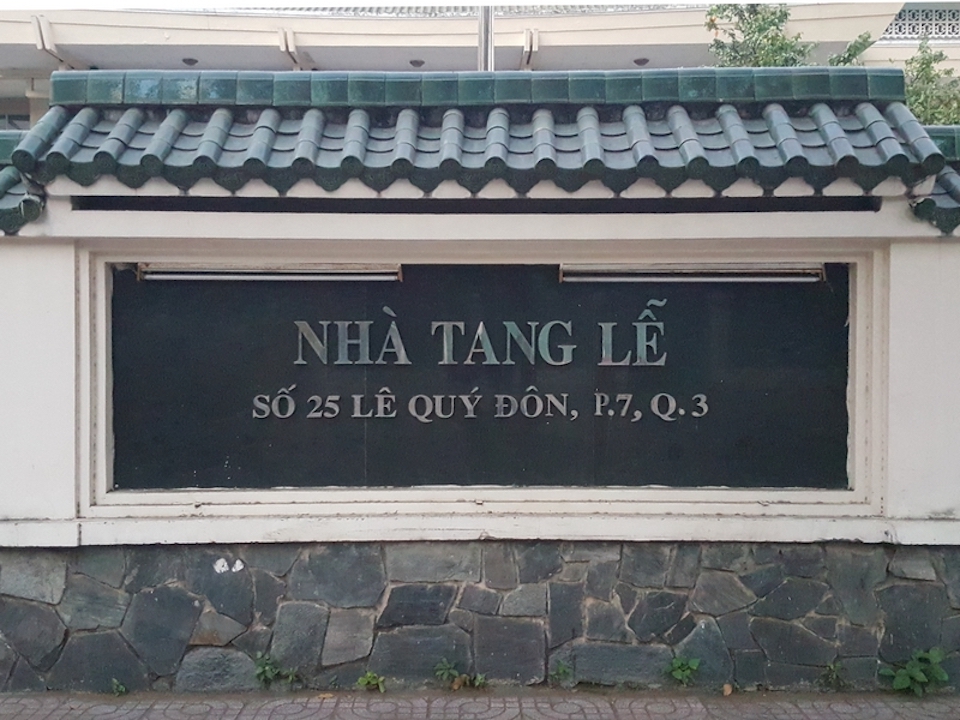 NHÀ TANG LỄ
SỐ 25 LÊ QUÝ ĐÔN, P.7, Q.3